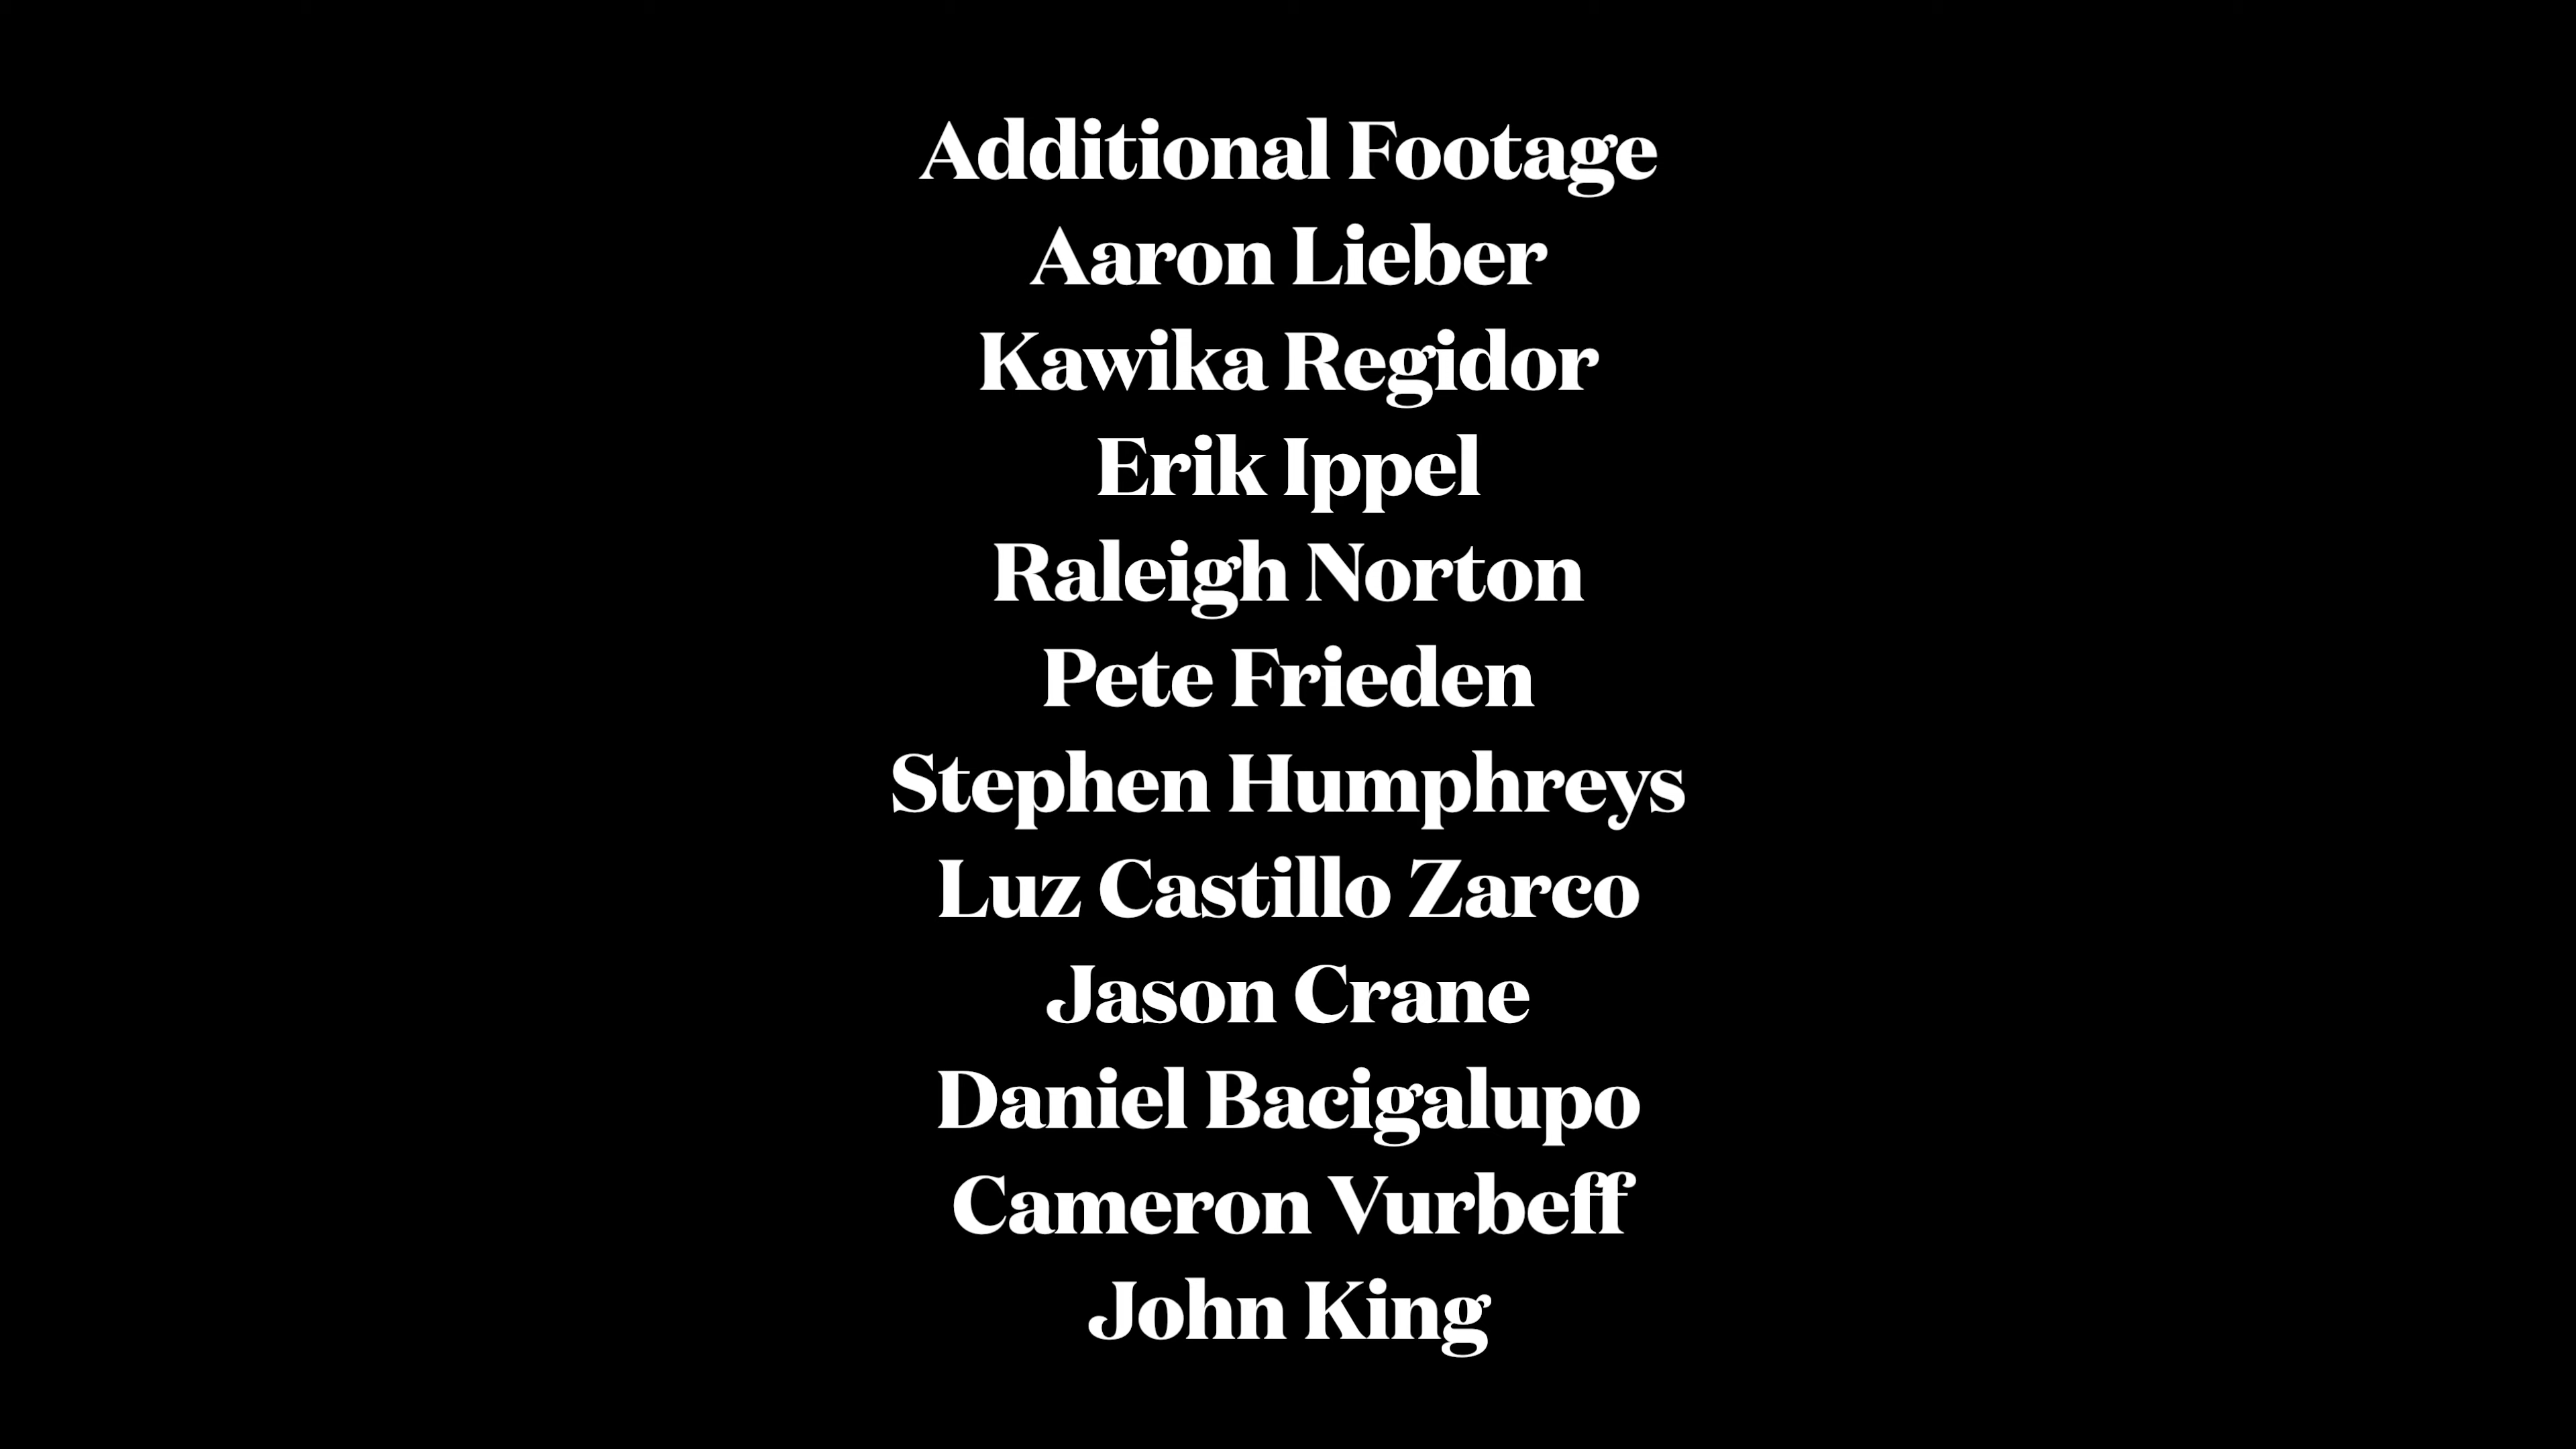 Additional Footage
Aaron Lieber
Kawika Regidor
Erik Ippel
Raleigh Norton
Pete Frieden
Stephen Humphreys
Luz Castillo Zarco
Jason Crane
Daniel Bacigalupo
Cameron Vurbeff
John King